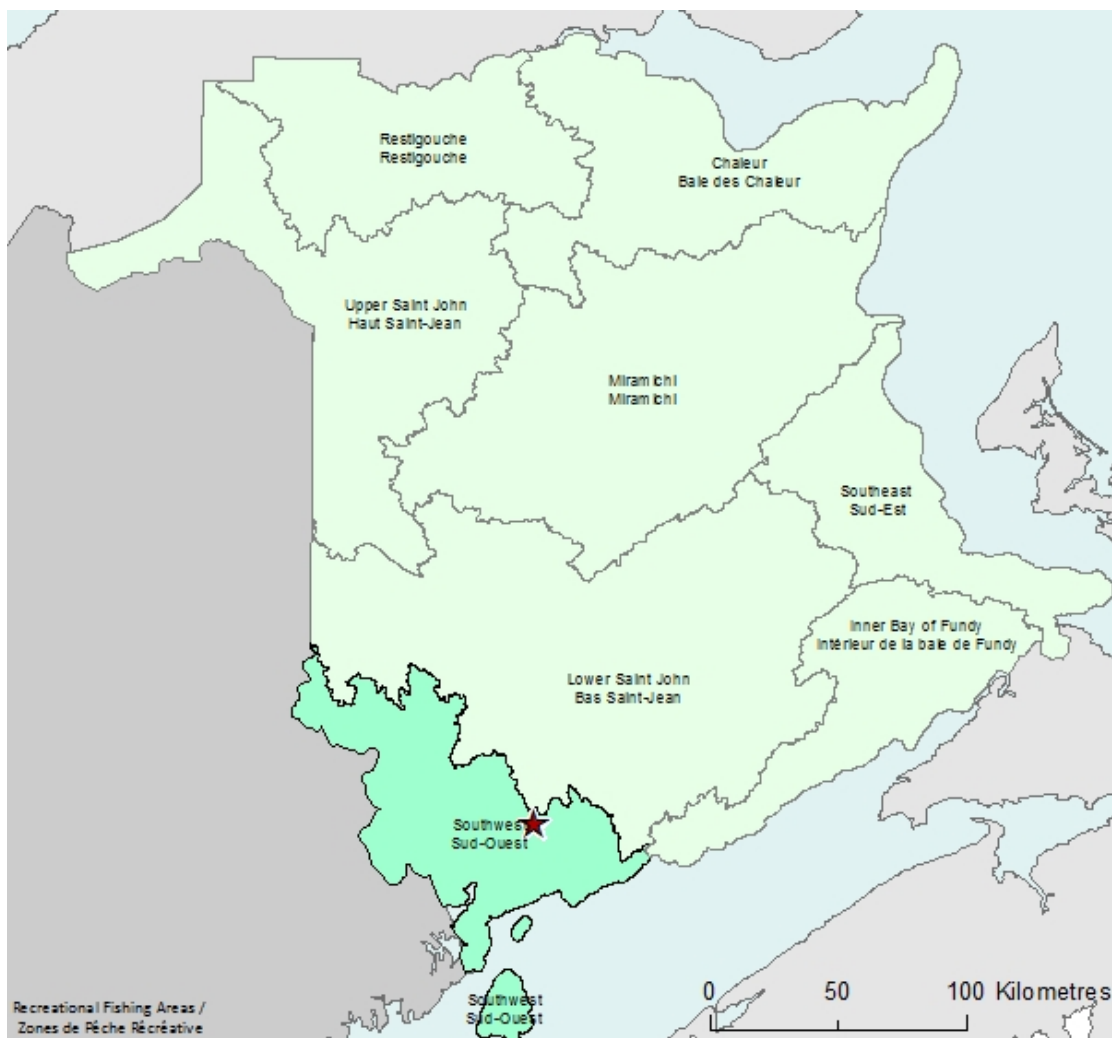 Restigouche
Restigouche
Chaleur
Baie des Chaleur
Upper Saint John
Haut Saint-Jean
Miramichi
Miramichi
Southeast
Sud-Est
Inner Bay of Fundy
Intérieur de la baie de Fundy
Lower Saint John
Bas Saint-Jean
Southwest
Sud-Ouest
Southwest
Sud-Ouest
0 50 100 Kilometres
Recreational Fishing Areas /
Zones de Pêche Récréative